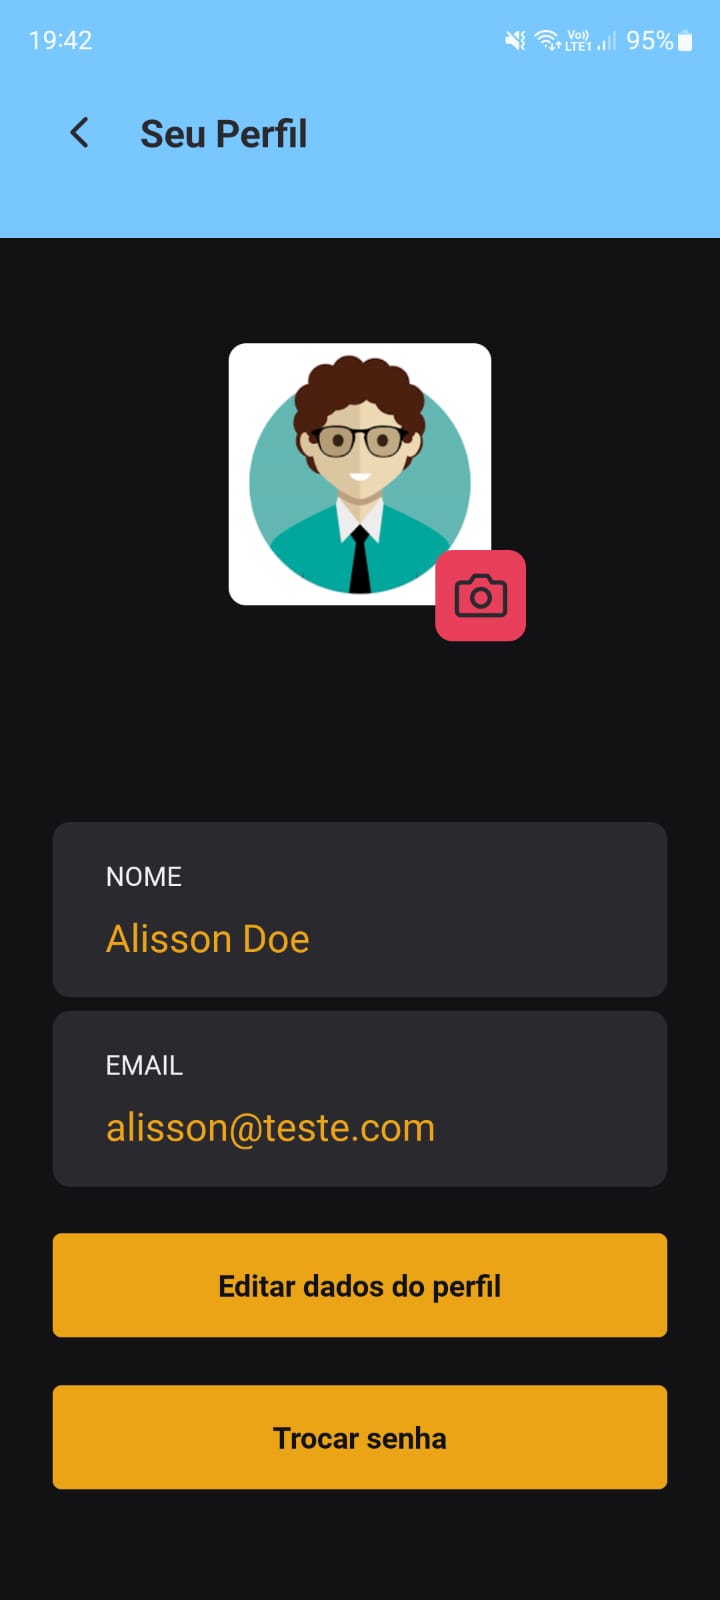 19:42
Vo)) LTE1 95%
Seu Perfil
NOME
Alisson Doe
EMAIL
alisson@teste.com
Editar dados do perfil
Trocar senha